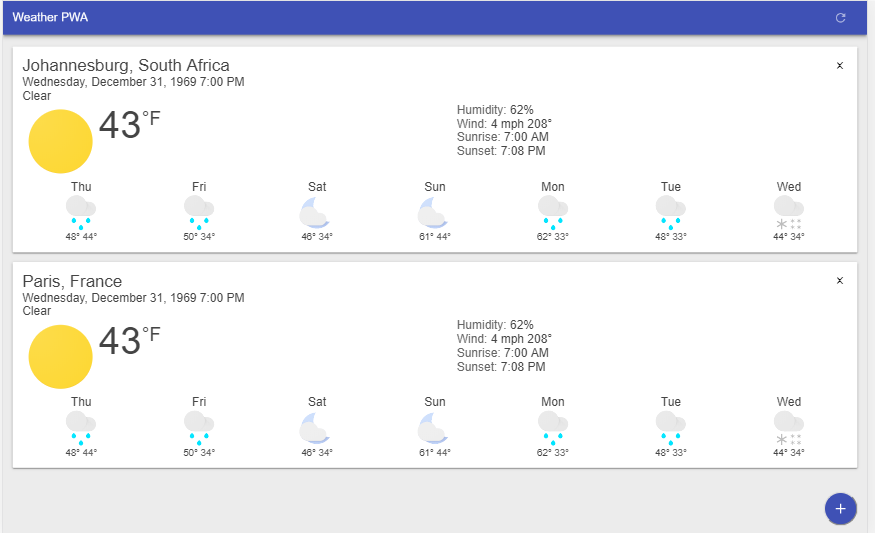 Weather PWA
Johannesburg, South Africa
Wednesday, December 31, 1969 7:00 PM
Clear
43°F
Humidity: 62%
Wind: 4 mph 208°
Sunrise: 7:00 AM
Sunset: 7:08 PM
Thu Fri Sat Sun Mon Tue Wed
48° 44° 50° 34° 46° 34° 61° 44° 62° 33° 48° 33° 44° 34°
Paris, France
Wednesday, December 31, 1969 7:00 PM
Clear
43°F
Humidity: 62%
Wind: 4 mph 208°
Sunrise: 7:00 AM
Sunset: 7:08 PM
Thu Fri Sat Sun Mon Tue Wed
48° 44° 50° 34° 46° 34° 61° 44° 62° 33° 48° 33° 44° 34°